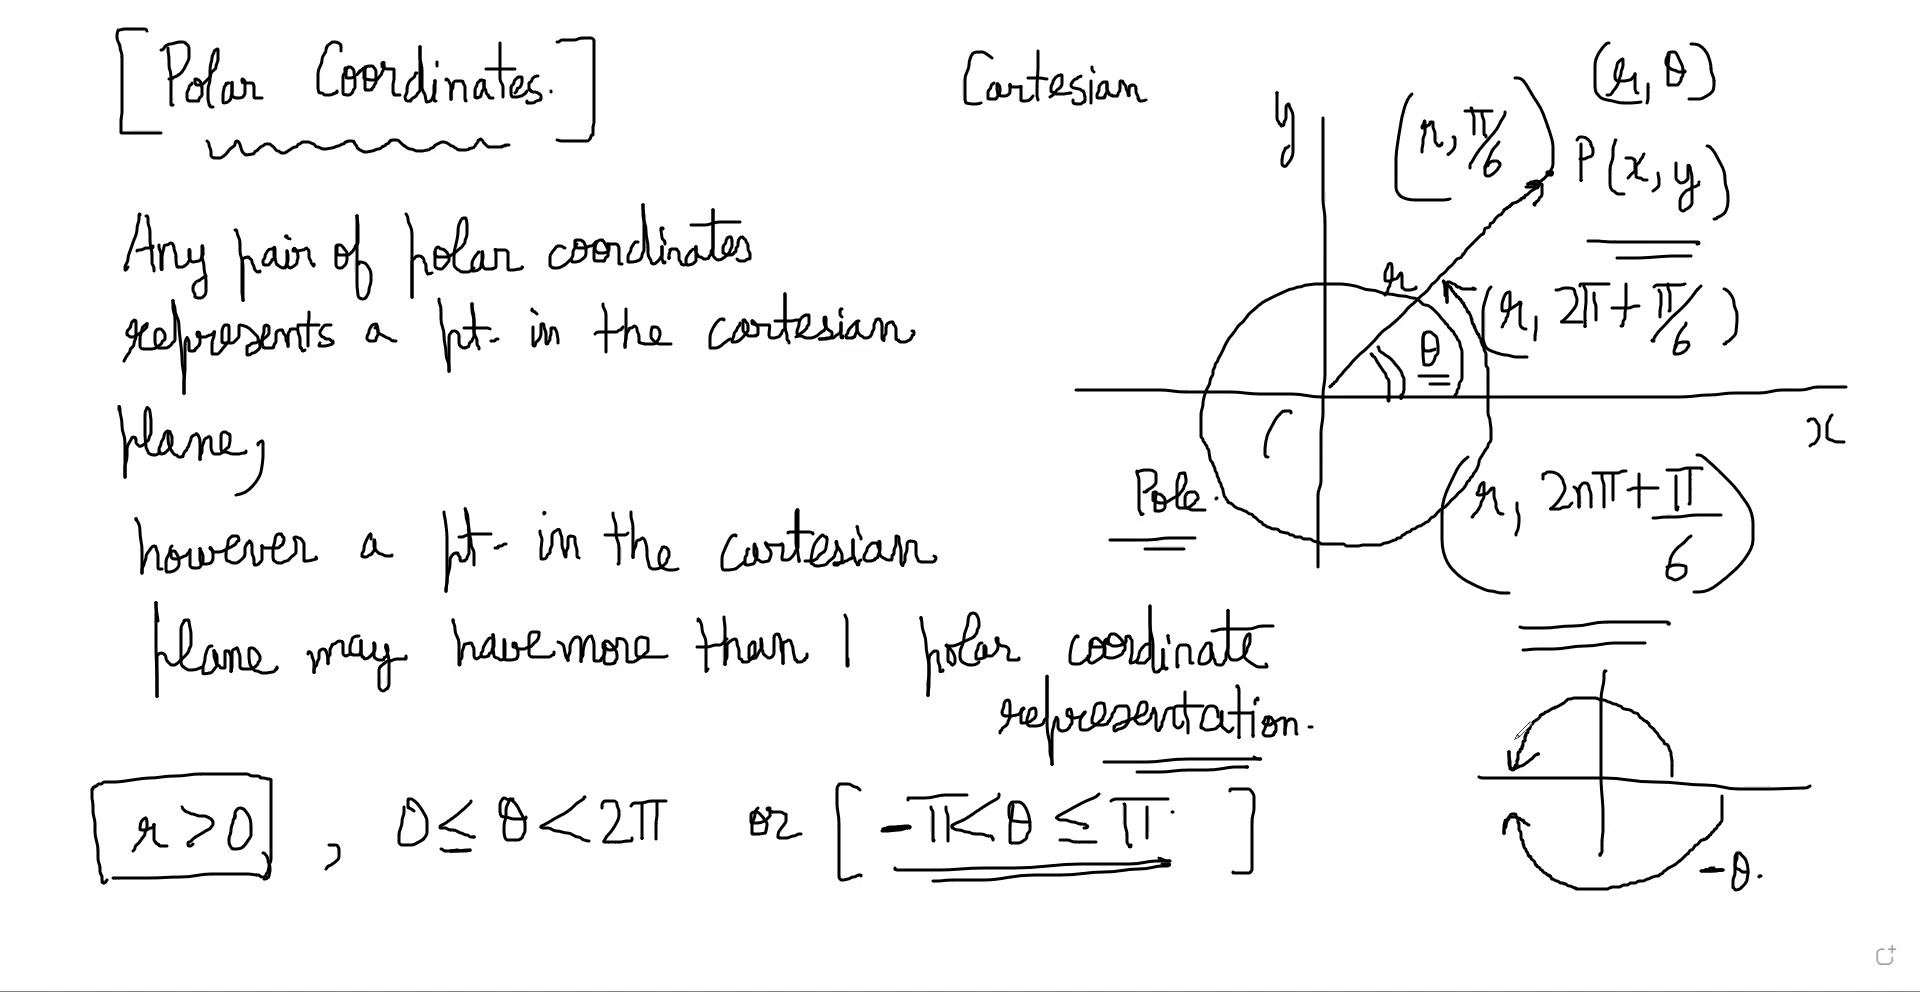 [Polar Coordinates.]
Cartesian
(r, θ)
y
(r, π/6)
P(x, y)
Any pair of polar coordinates
represents a pt. in the cartesian
plane,
r
(r, 2π + π/6)
θ
x
Pole.
(r, 2nπ + π/6)
however a pt. in the cartesian
plane may have more than 1 polar coordinate
representation.
r > 0, 0 ≤ θ < 2π or [-π < θ ≤ π]
-θ.